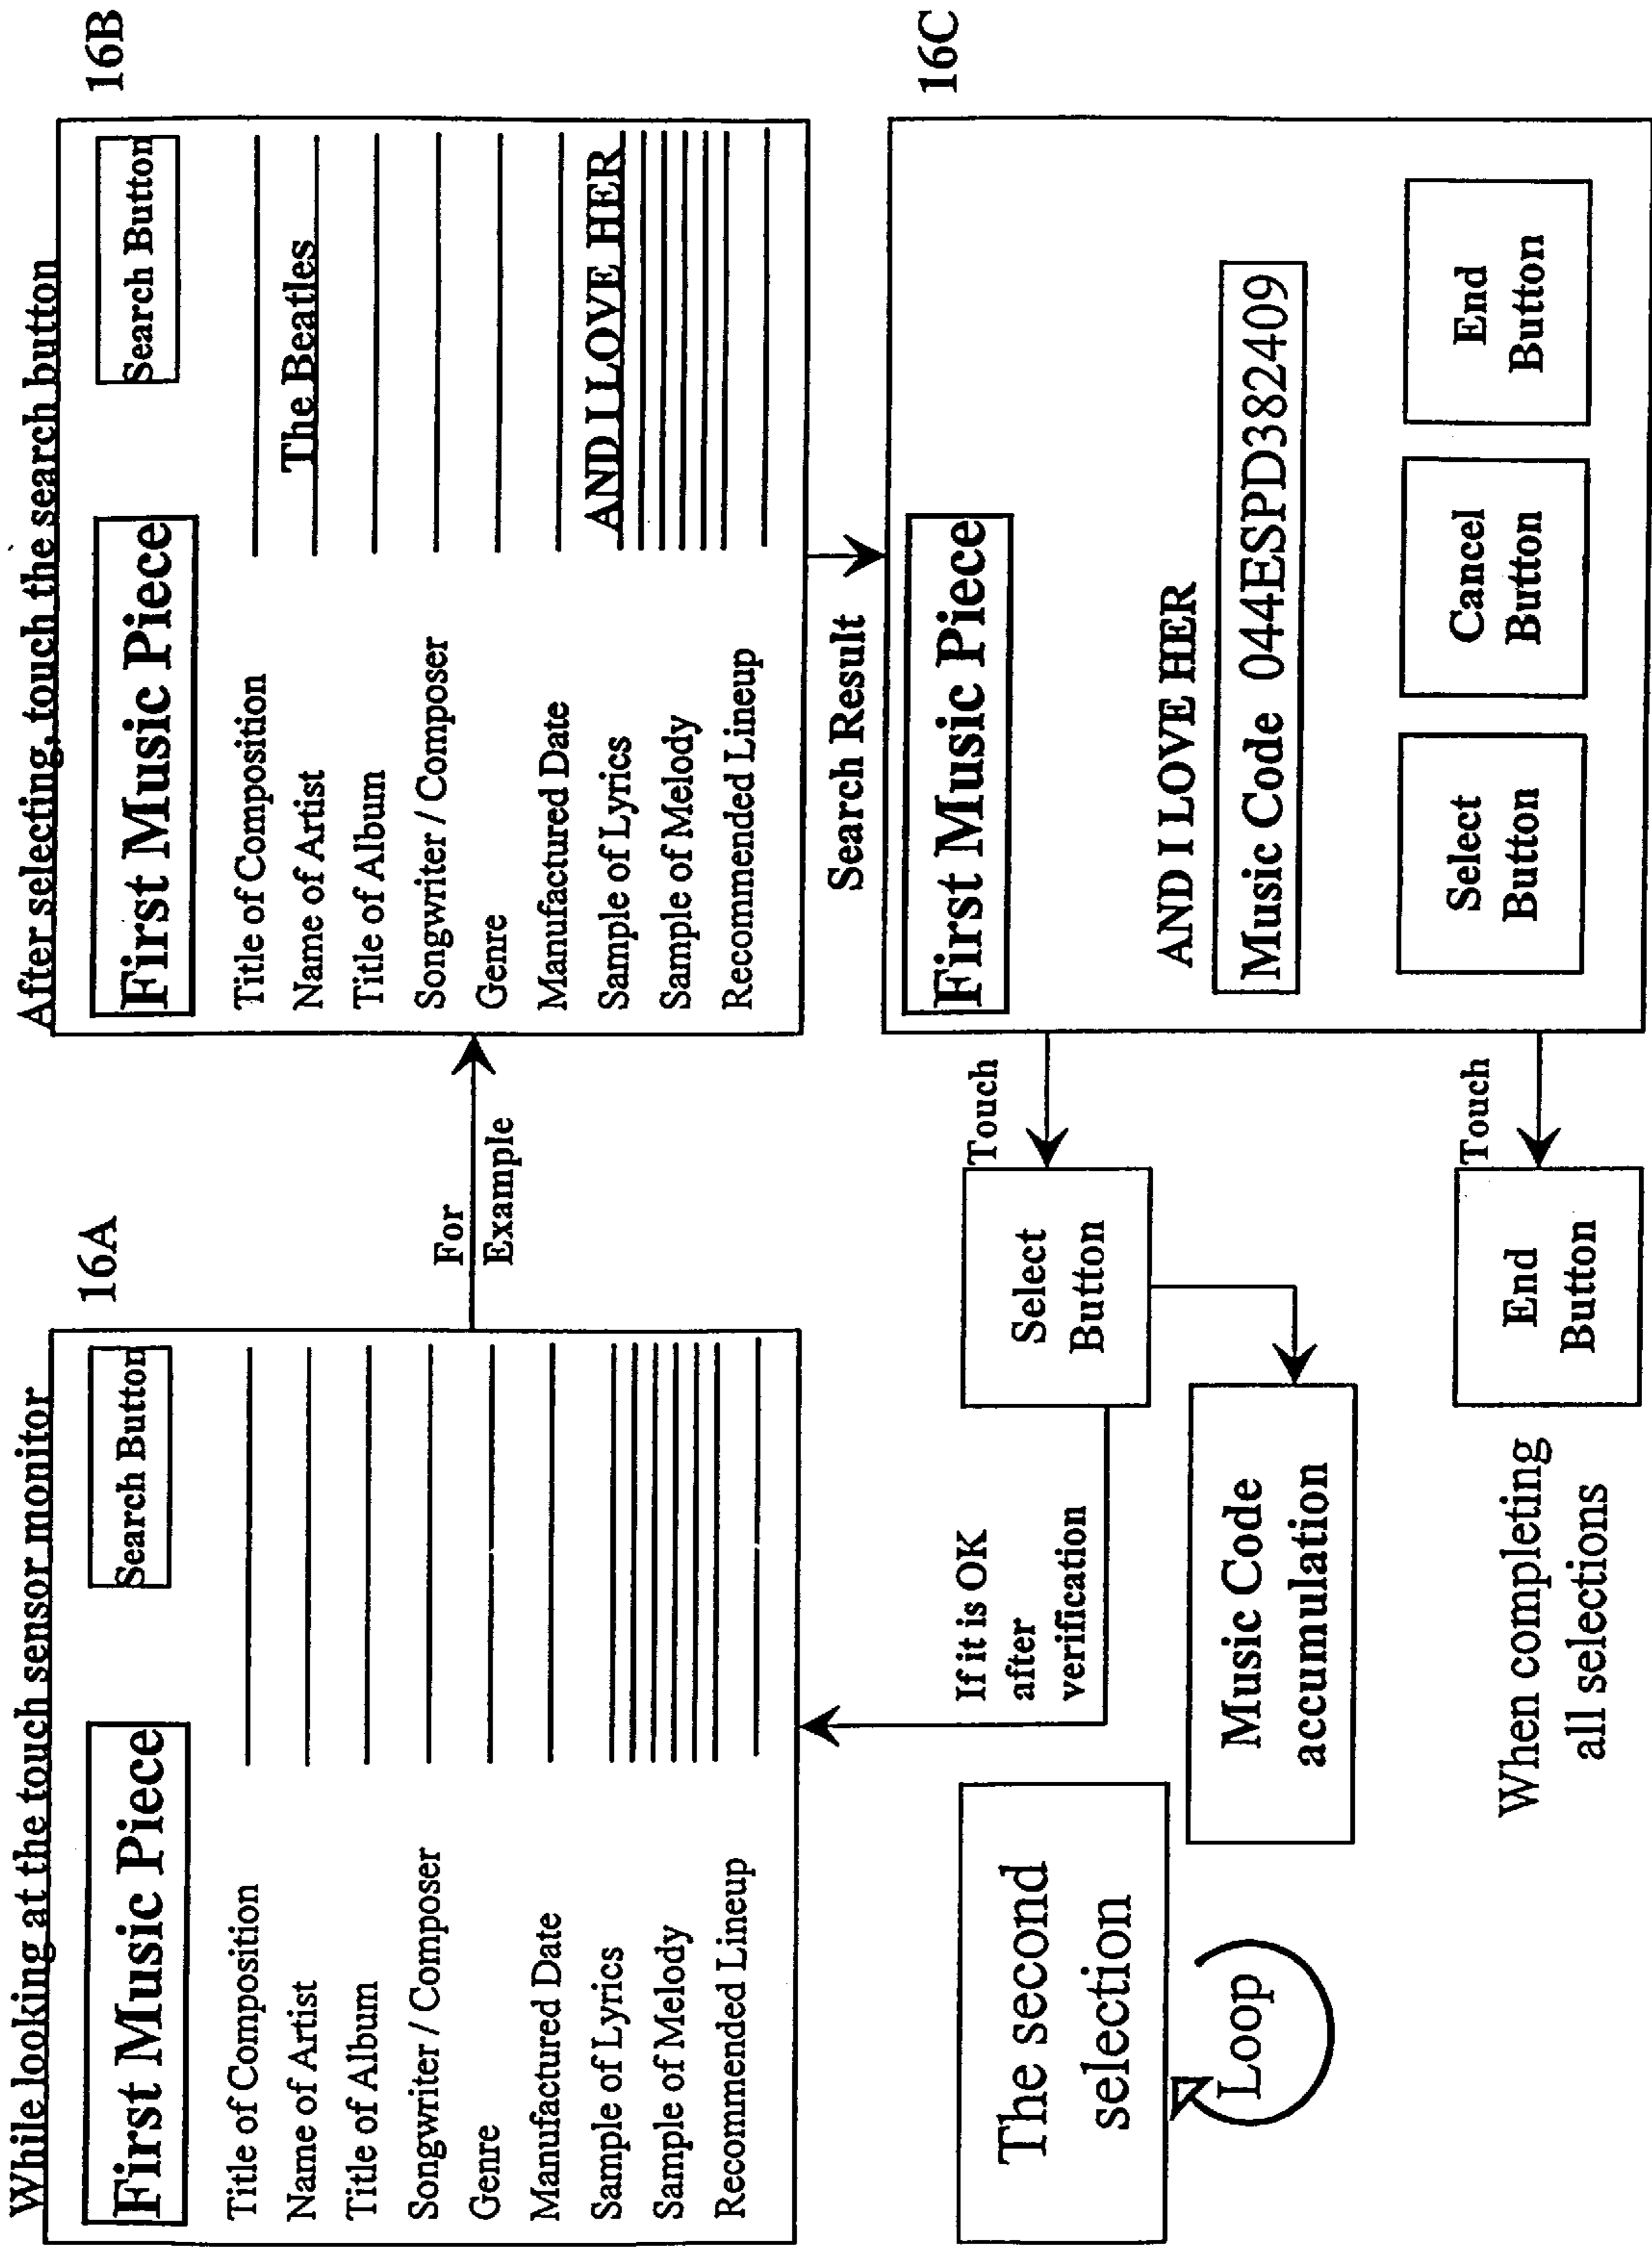 While looking at the touch sensor monitor
16A
First Music Piece
Search Button
Title of Composition
Name of Artist
Title of Album
Songwriter / Composer
Genre
Manufactured Date
Sample of Lyrics
Sample of Melody
Recommended Lineup
For
Example
After selecting, touch the search button
16B
First Music Piece
Search Button
Title of Composition
Name of Artist The Beatles
Title of Album
Songwriter / Composer
Genre
Manufactured Date
Sample of Lyrics AND I LOVE HER
Sample of Melody
Recommended Lineup
Search Result
16C
First Music Piece
AND I LOVE HER
Music Code 044ESPD382409
Select
Button
Cancel
Button
End
Button
Touch
Select
Button
If it is OK
after
verification
Music Code
accumulation
The second
selection
Loop
Touch
End
Button
When completing
all selections